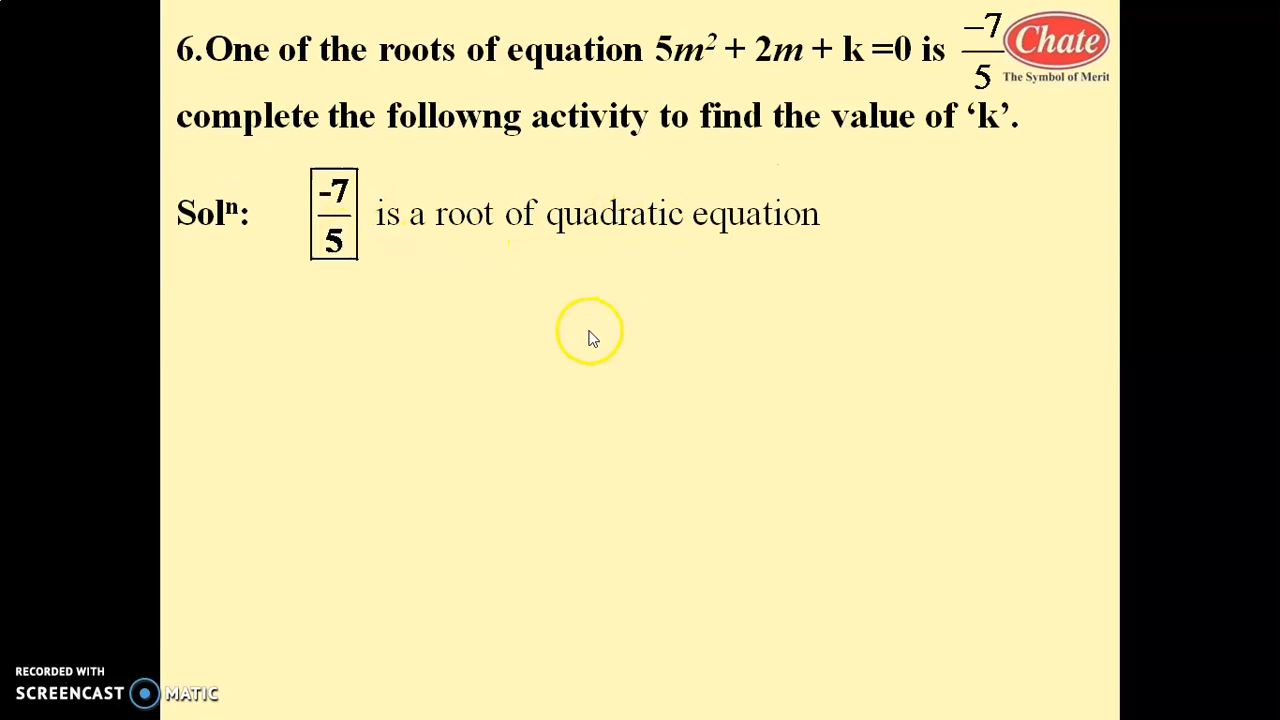 6.One of the roots of equation 5m² + 2m + k =0 is –7/5
Chate
The Symbol of Merit
complete the followng activity to find the value of ‘k’.
Solⁿ: -7/5 is a root of quadratic equation
RECORDED WITH
SCREENCAST MATIC